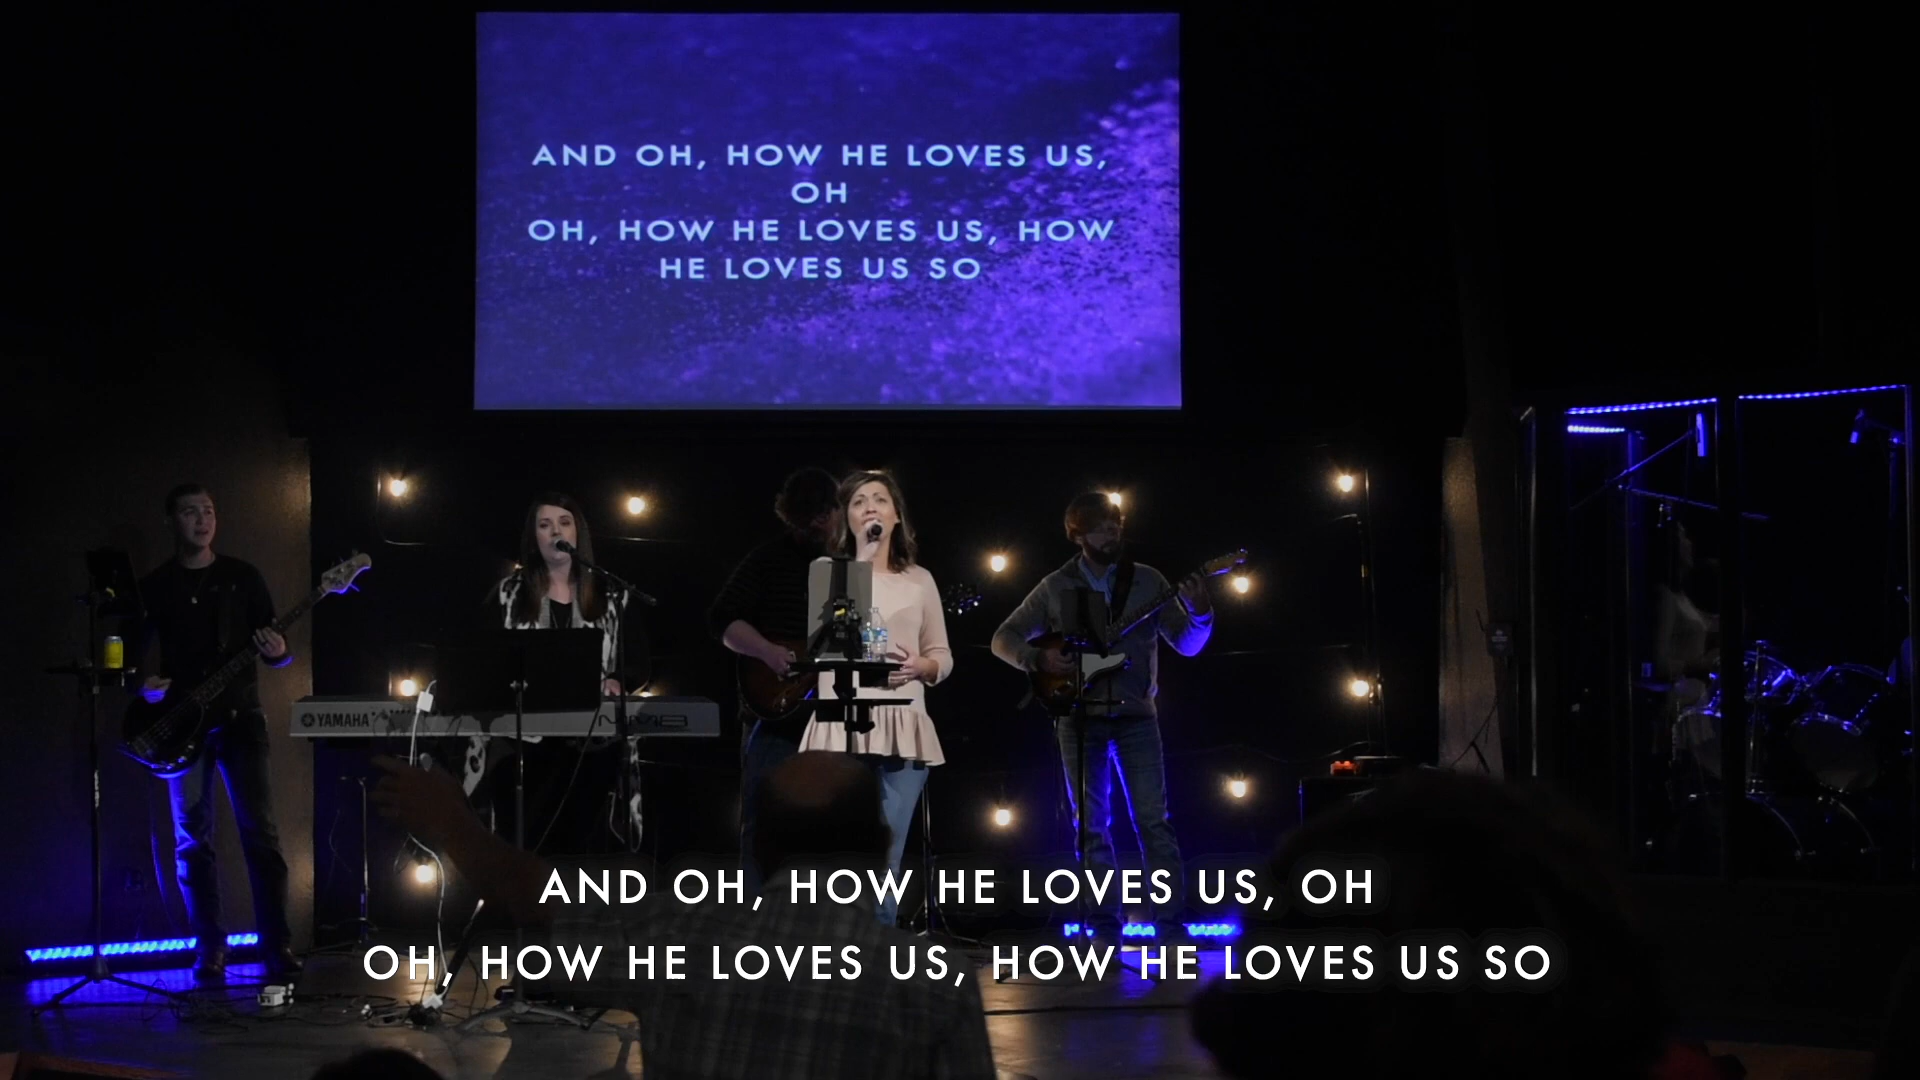 AND OH, HOW HE LOVES US,
OH
OH, HOW HE LOVES US, HOW
HE LOVES US SO
YAMAHA
MM8
AND OH, HOW HE LOVES US, OH
OH, HOW HE LOVES US, HOW HE LOVES US SO